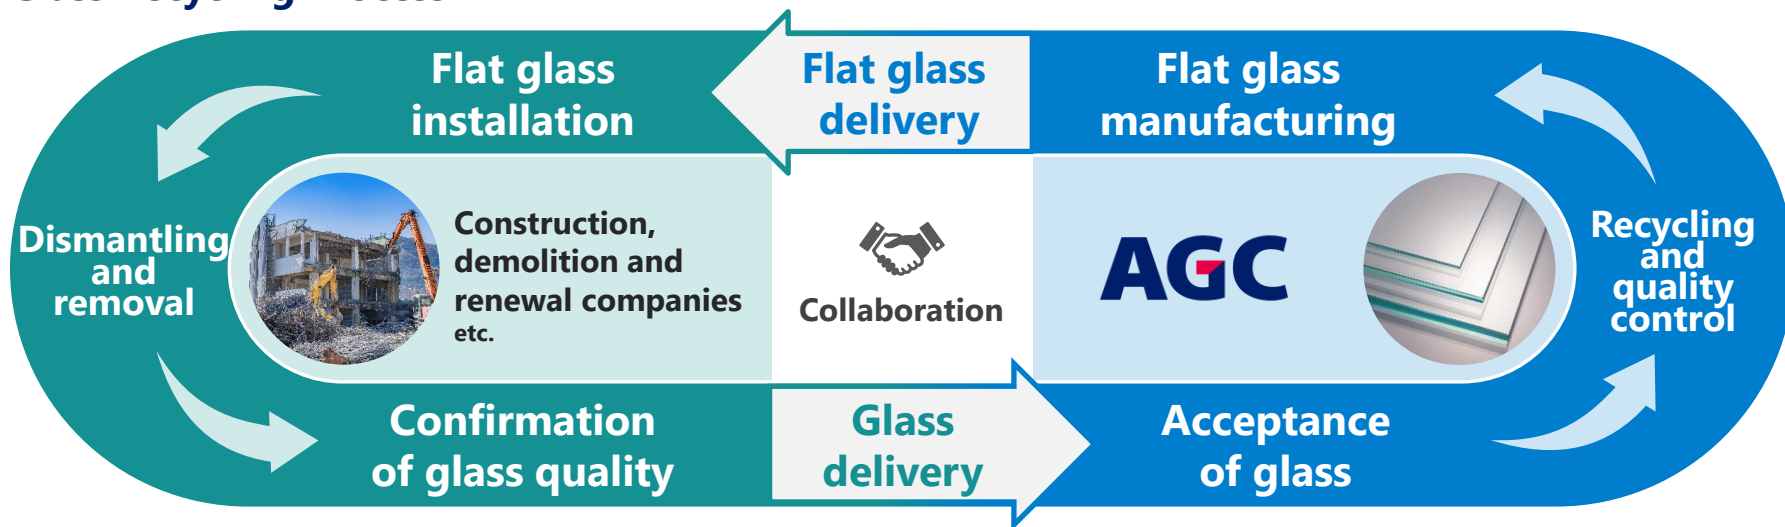 Flat glass
installation
Flat glass
delivery
Flat glass
manufacturing
Dismantling
and
removal
Construction,
demolition and
renewal companies
etc.
Collaboration
AGC
Recycling
and
quality
control
Confirmation
of glass quality
Glass
delivery
Acceptance
of glass